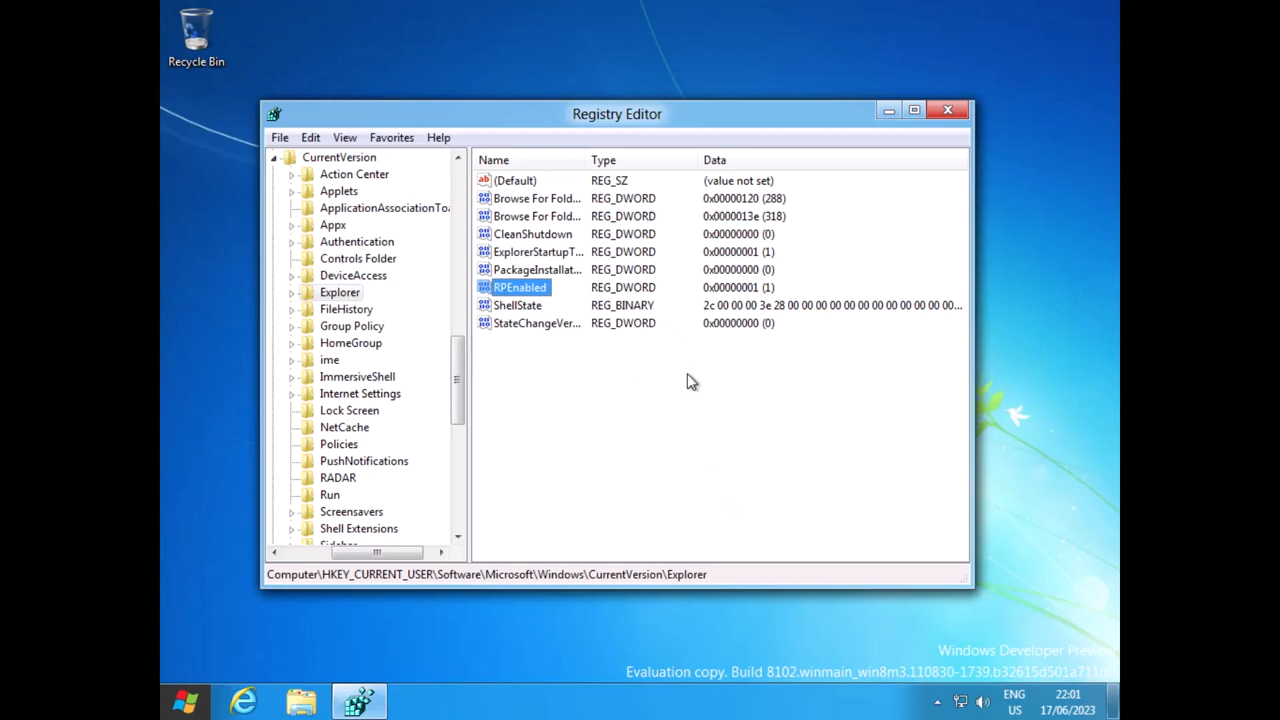 Recycle Bin
Registry Editor
File Edit View Favorites Help
CurrentVersion
Action Center
Applets
ApplicationAssociationToa
Appx
Authentication
Controls Folder
DeviceAccess
Explorer
FileHistory
Group Policy
HomeGroup
ime
ImmersiveShell
Internet Settings
Lock Screen
NetCache
Policies
PushNotifications
RADAR
Run
Screensavers
Shell Extensions
Name Type Data
(Default) REG_SZ (value not set)
Browse For Fold... REG_DWORD 0x00000120 (288)
Browse For Fold... REG_DWORD 0x0000013e (318)
CleanShutdown REG_DWORD 0x00000000 (0)
ExplorerStartupT... REG_DWORD 0x00000001 (1)
PackageInstallat... REG_DWORD 0x00000000 (0)
RPEnabled REG_DWORD 0x00000001 (1)
ShellState REG_BINARY 2c 00 00 00 3e 28 00 00 00 00 00 00 00 00 00 00 00 00...
StateChangeVer... REG_DWORD 0x00000000 (0)
Computer\HKEY_CURRENT_USER\Software\Microsoft\Windows\CurrentVersion\Explorer
Windows Developer Preview
Evaluation copy. Build 8102.winmain_win8m3.110830-1739.b32615d501a711d
ENG 22:01
US 17/06/2023